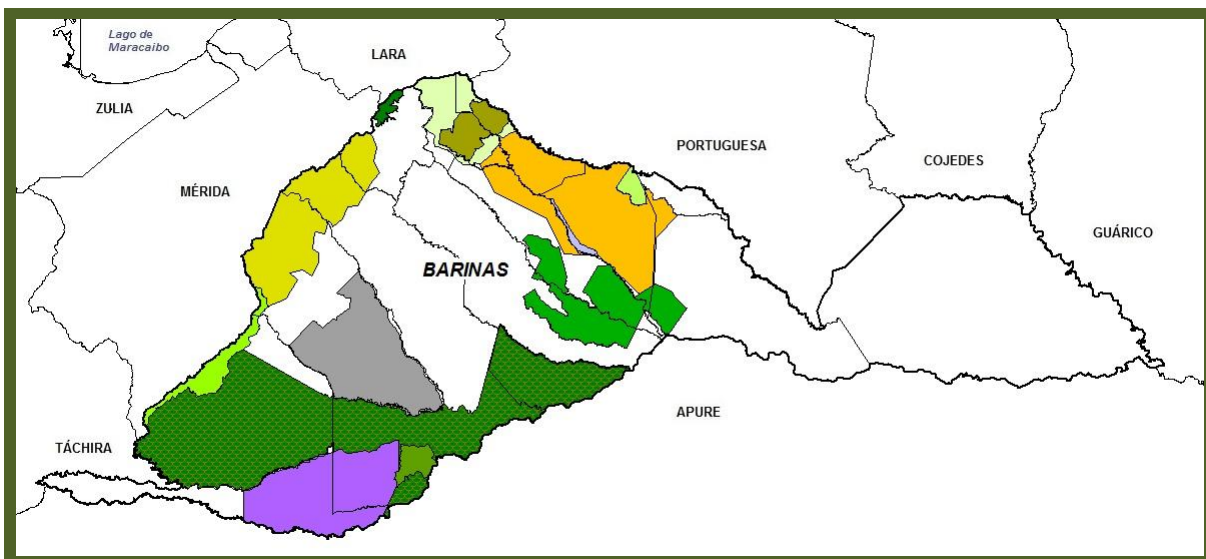 Lago de
Maracaibo
LARA
ZULIA
PORTUGUESA
COJEDES
MÉRIDA
GUÁRICO
BARINAS
APURE
TÁCHIRA